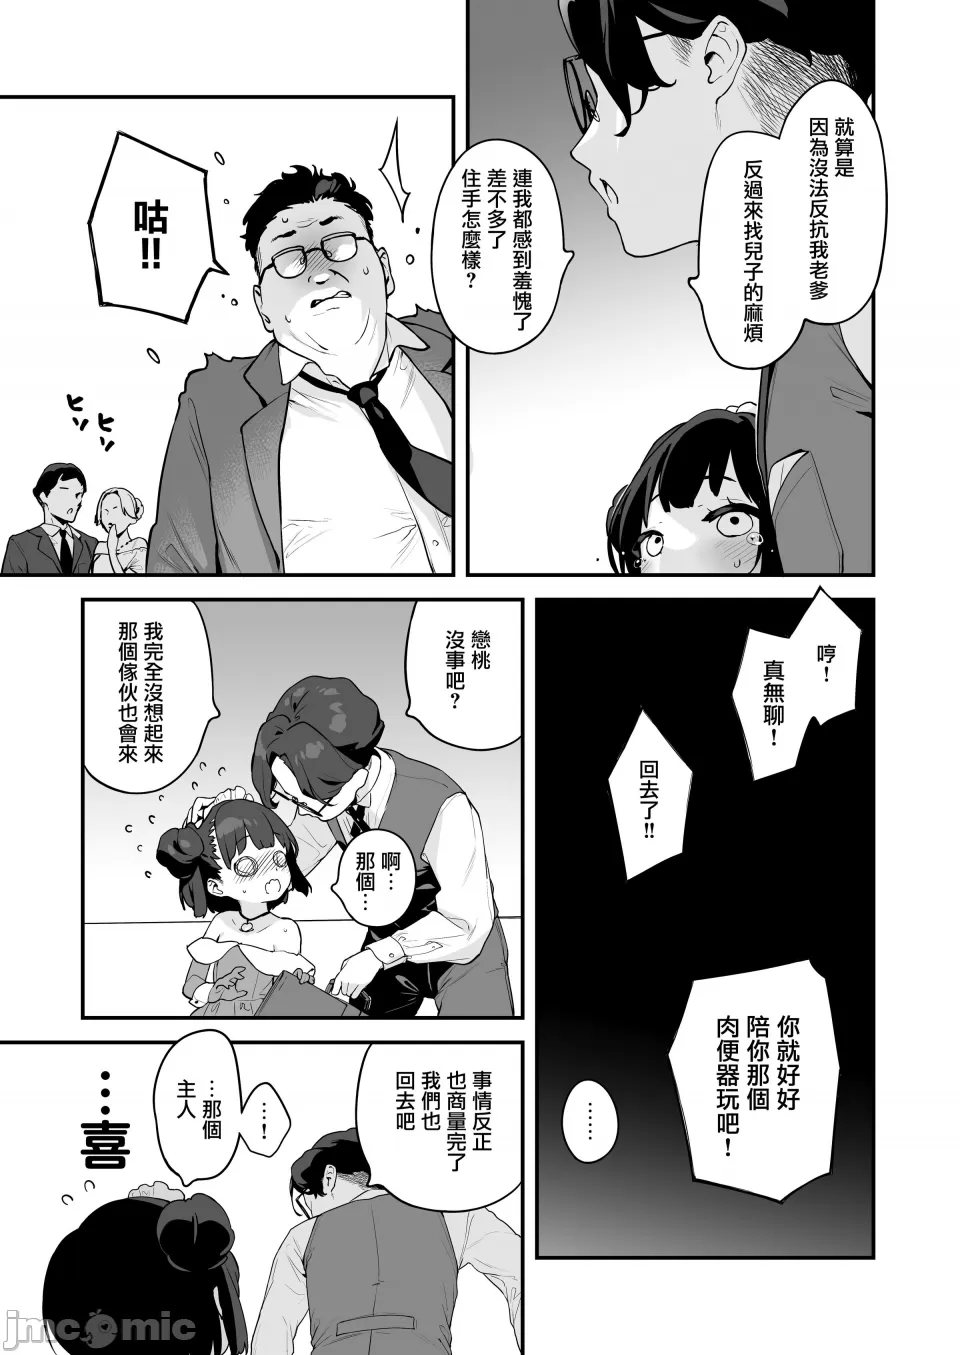 就算是
因為沒法反抗我老爹
反過來找兒子的麻煩
連我都感到羞愧了
差不多了
住手怎麼樣？
咕!!
ヒソ
ヒソ
哼！
真無聊！
回去了!!
你就好好
陪你那個
肉便器玩吧！
……
戀桃
沒事吧？
我完全沒想起來
那個傢伙也會來
啊…
那個…
事情反正
也商量完了
我們也
回去吧
…！
…那個
主人
…喜
jmcomic